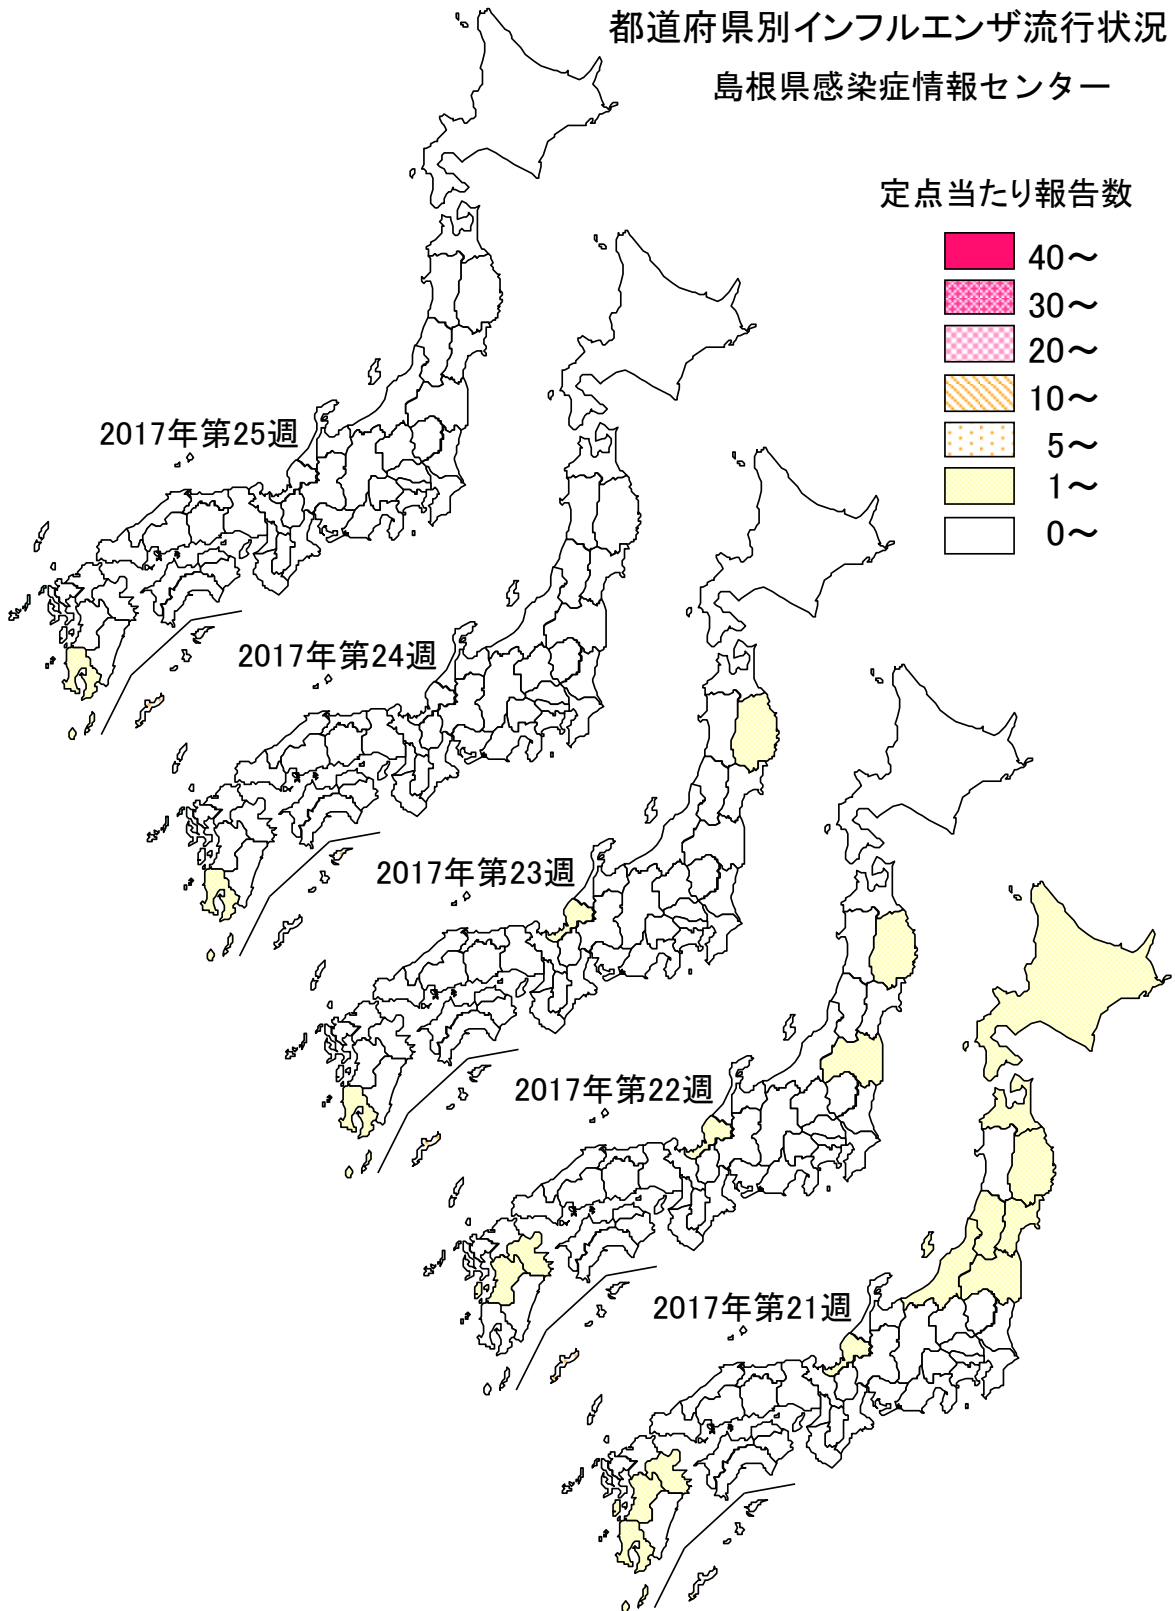 都道府県別インフルエンザ流行状況
島根県感染症情報センター
定点当たり報告数
40～
30～
20～
10～
5～
1～
0～
2017年第25週
2017年第24週
2017年第23週
2017年第22週
2017年第21週